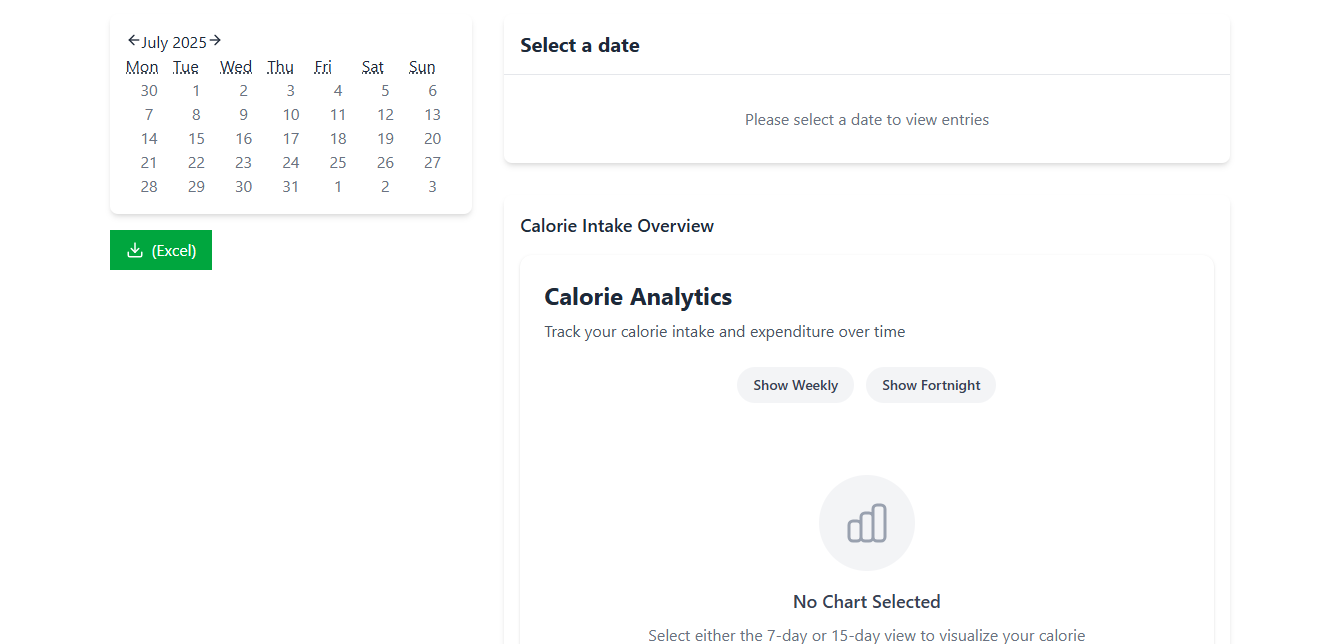 July 2025
Mon Tue Wed Thu Fri Sat Sun
30 1 2 3 4 5 6
7 8 9 10 11 12 13
14 15 16 17 18 19 20
21 22 23 24 25 26 27
28 29 30 31 1 2 3
(Excel)
Select a date
Please select a date to view entries
Calorie Intake Overview
Calorie Analytics
Track your calorie intake and expenditure over time
Show Weekly Show Fortnight
No Chart Selected
Select either the 7-day or 15-day view to visualize your calorie